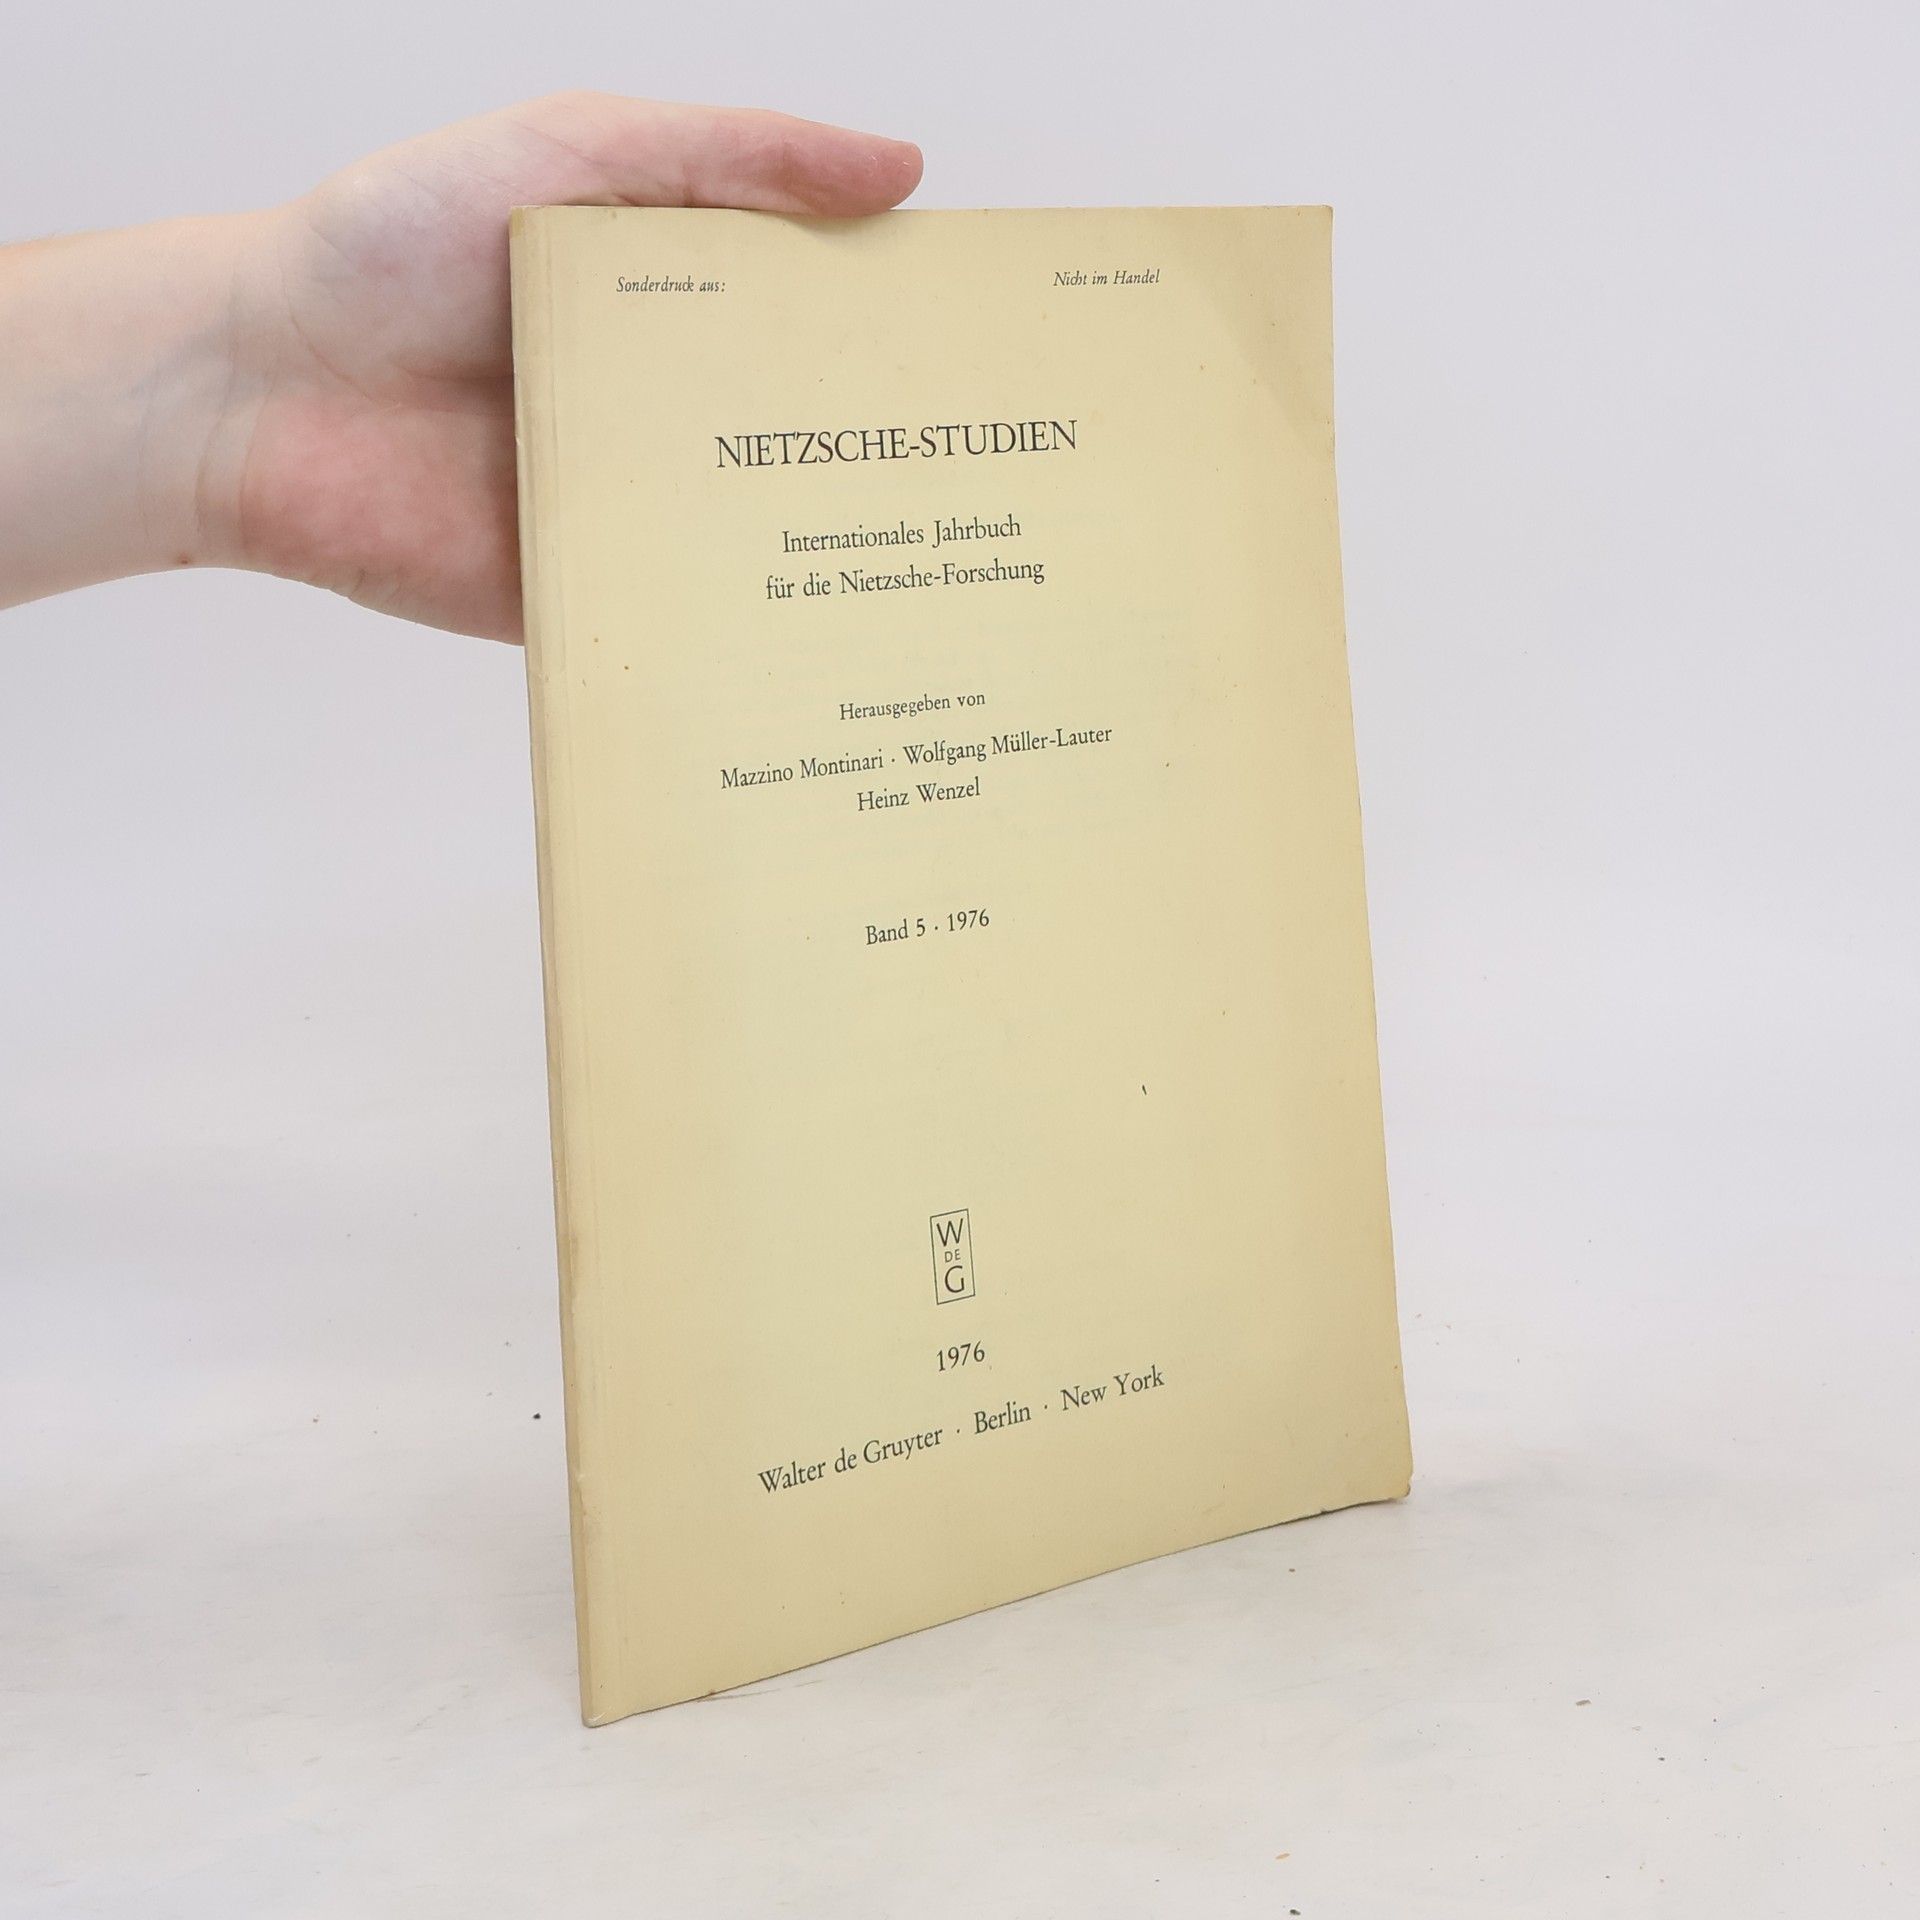 Sonderdruck aus: Nicht im Handel
NIETZSCHE-STUDIEN
Internationales Jahrbuch
für die Nietzsche-Forschung
Herausgegeben von
Mazzino Montinari · Wolfgang Müller-Lauter
Heinz Wenzel
Band 5 · 1976
W
DE
G
1976
Walter de Gruyter · Berlin · New York